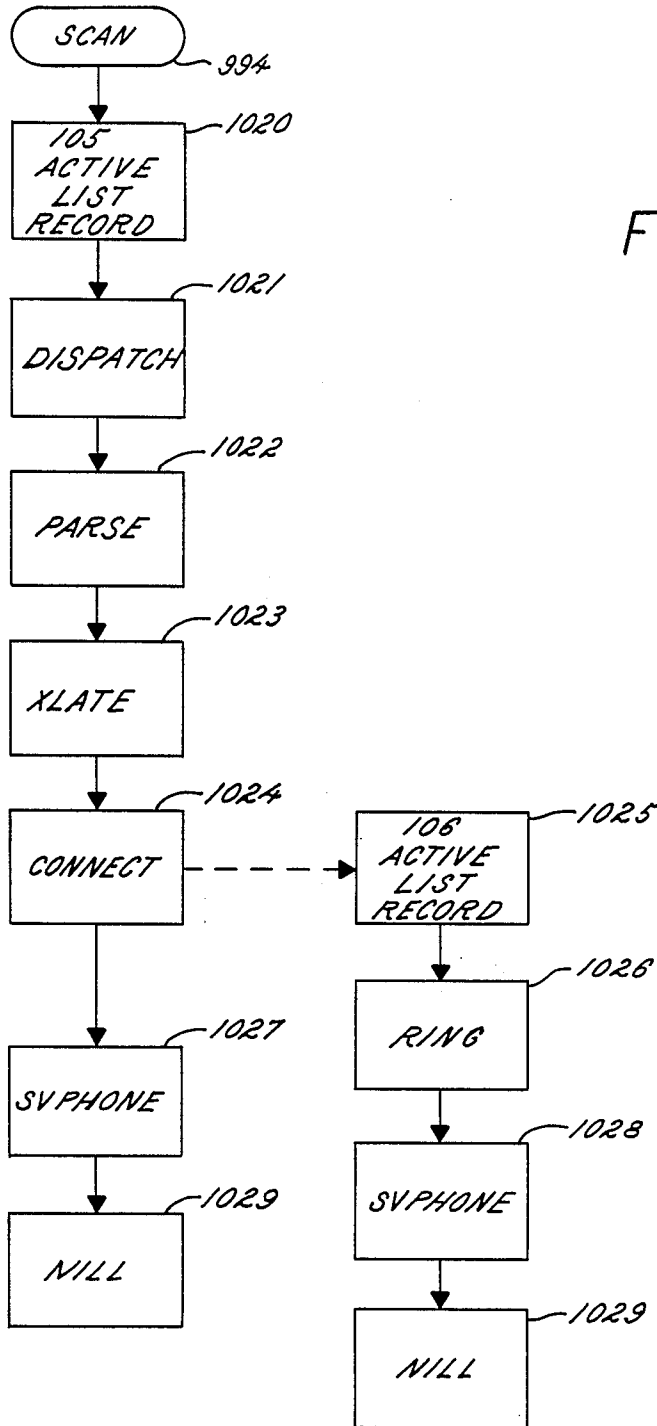 SCAN
994
1020
105
ACTIVE
LIST
RECORD
F
1021
DISPATCH
1022
PARSE
1023
XLATE
1024
CONNECT
1025
106
ACTIVE
LIST
RECORD
1026
RING
1027
SVPHONE
1028
SVPHONE
1029
NILL
1029
NILL